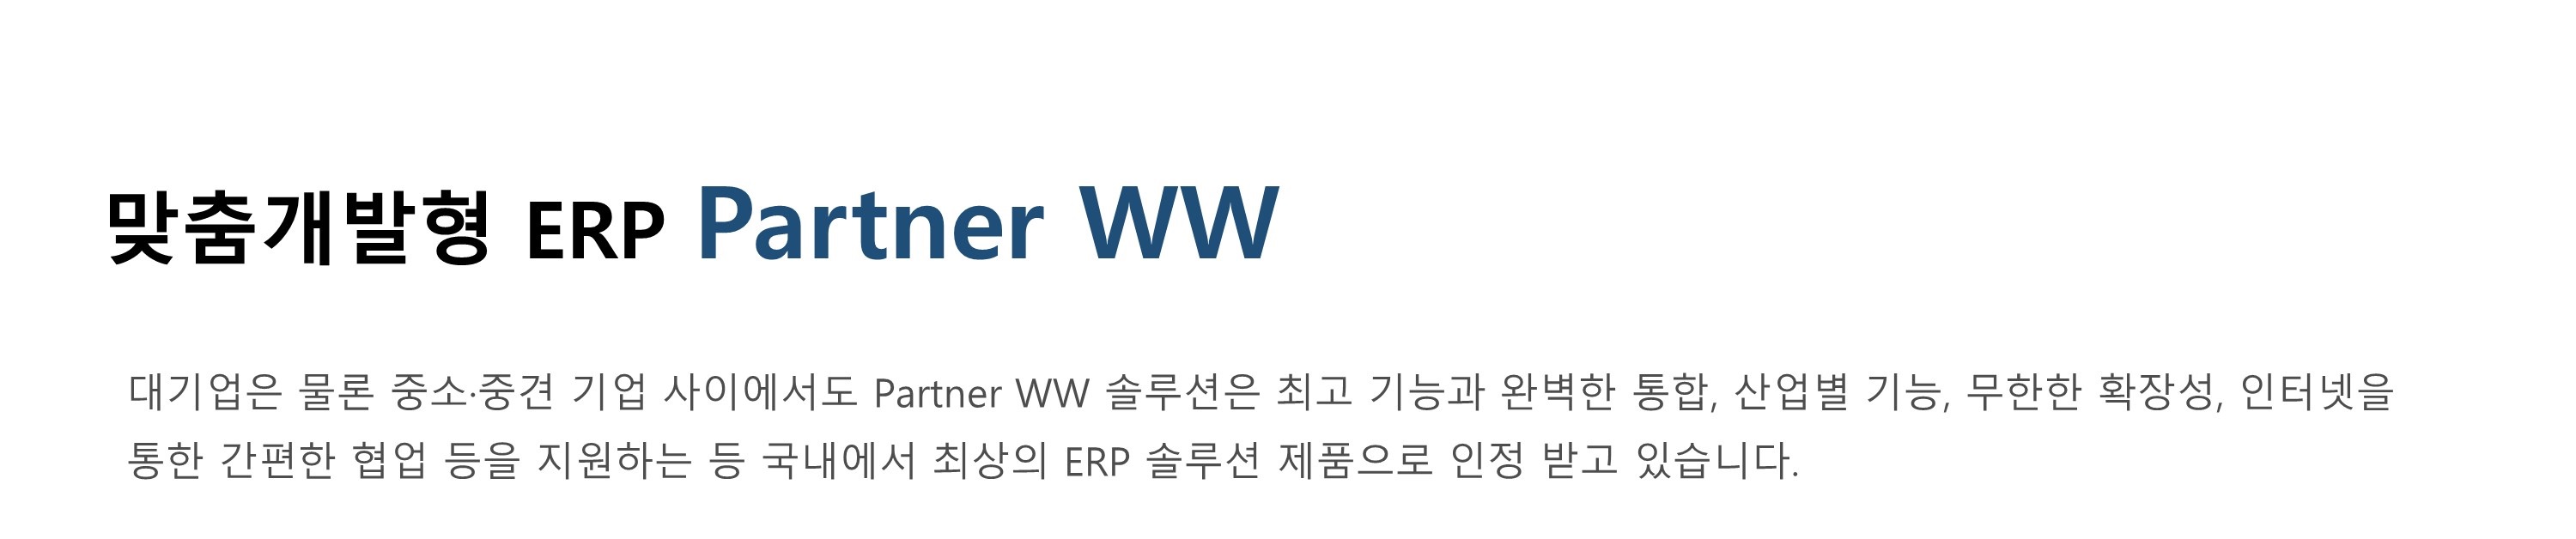 맞춤개발형 ERP Partner WW
대기업은 물론 중소·중견 기업 사이에서도 Partner WW 솔루션은 최고 기능과 완벽한 통합, 산업별 기능, 무한한 확장성, 인터넷을
통한 간편한 협업 등을 지원하는 등 국내에서 최상의 ERP 솔루션 제품으로 인정 받고 있습니다.